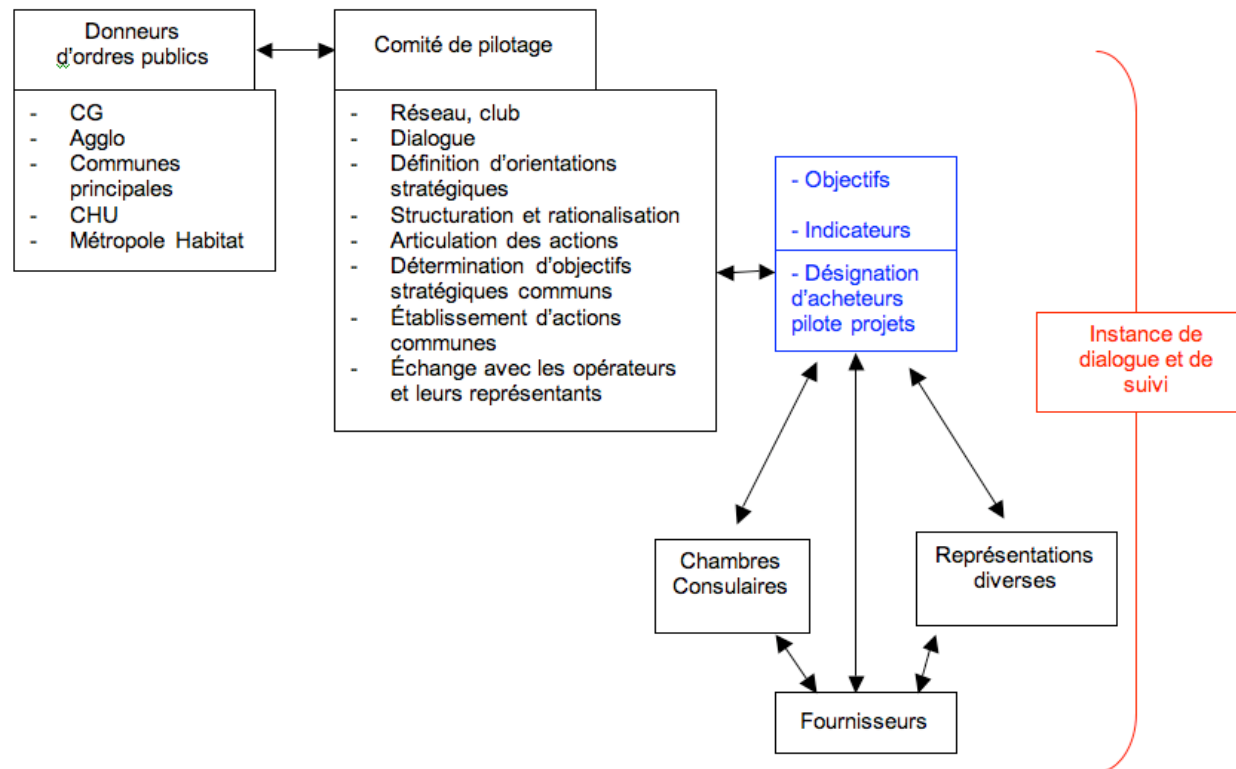 Donneurs
d'ordres publics
- CG
- Agglo
- Communes
principales
- CHU
- Métropole Habitat
Comité de pilotage
- Réseau, club
- Dialogue
- Définition d'orientations
stratégiques
- Structuration et rationalisation
- Articulation des actions
- Détermination d'objectifs
stratégiques communs
- Établissement d'actions
communes
- Échange avec les opérateurs
et leurs représentants
- Objectifs
- Indicateurs
- Désignation
d'acheteurs
pilote projets
Instance de
dialogue et de
suivi
Chambres
Consulaires
Représentations
diverses
Fournisseurs